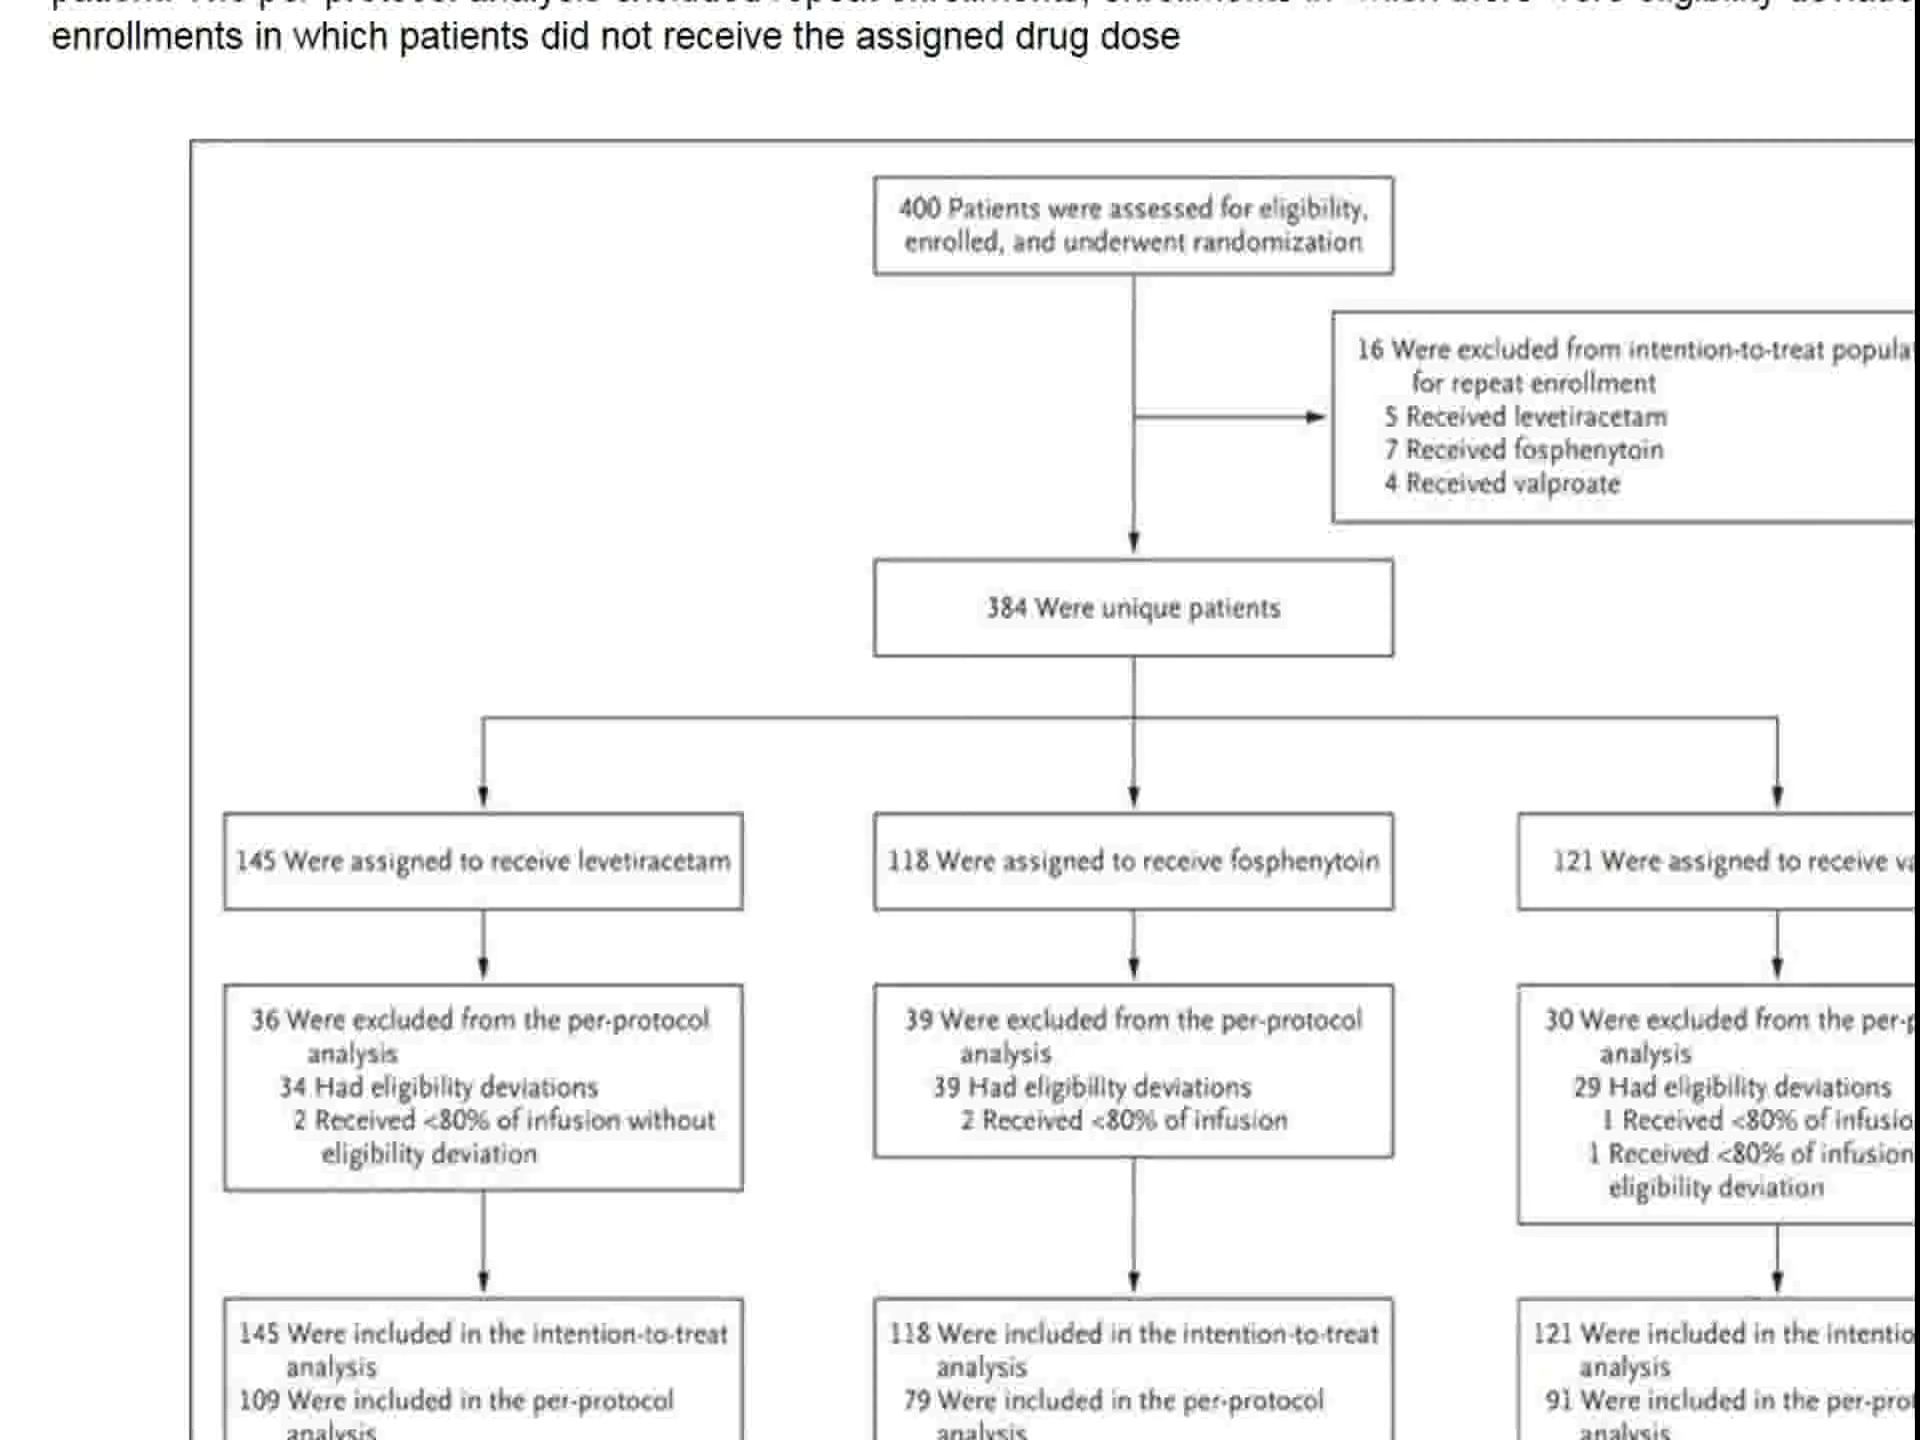 enrollments in which patients did not receive the assigned drug dose
400 Patients were assessed for eligibility,
enrolled, and underwent randomization
16 Were excluded from intention-to-treat
for repeat enrollment
5 Received levetiracetam
7 Received fosphenytoin
4 Received valproate
384 Were unique patients
145 Were assigned to receive levetiracetam
118 Were assigned to receive fosphenytoin
121 Were assigned to receive
36 Were excluded from the per-protocol
analysis
34 Had eligibility deviations
2 Received <80% of infusion without
eligibility deviation
39 Were excluded from the per-protocol
analysis
39 Had eligibility deviations
2 Received <80% of infusion
30 Were excluded from the
analysis
29 Had eligibility deviations
1 Received <80% of
1 Received <80% of infusion
eligibility deviation
145 Were included in the intention-to-treat
analysis
109 Were included in the per-protocol
analysis
118 Were included in the intention-to-treat
analysis
79 Were included in the per-protocol
analysis
121 Were included in the
analysis
91 Were included in the
analysis